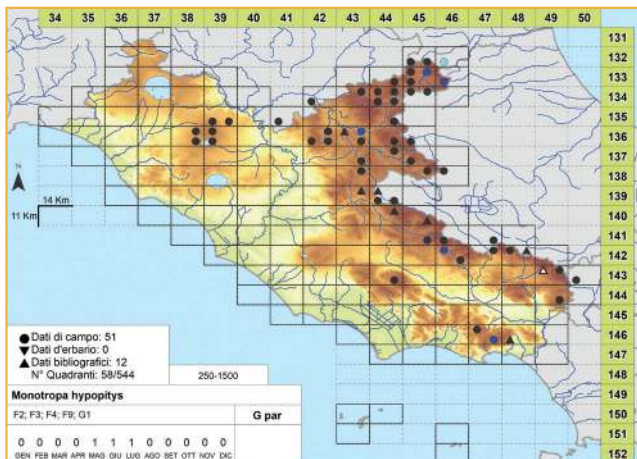 34 35 36 37 38 39 40 41 42 43 44 45 46 47 48 49 50
131
132
133
134
135
136
137
138
139
140
141
142
143
144
145
146
147
148
149
150
151
152
N
14 Km
11 Km
Dati di campo: 51
Dati d'erbario: 0
Dati bibliografici: 12
N° Quadranti: 58/544
250-1500
Monotropa hypopitys
F2; F3; F4; F9; G1
G par
0 0 0 0 1 1 1 0 0 0 0 0
GEN FEB MAR APR MAG GIU LUG AGO SET OTT NOV DIC